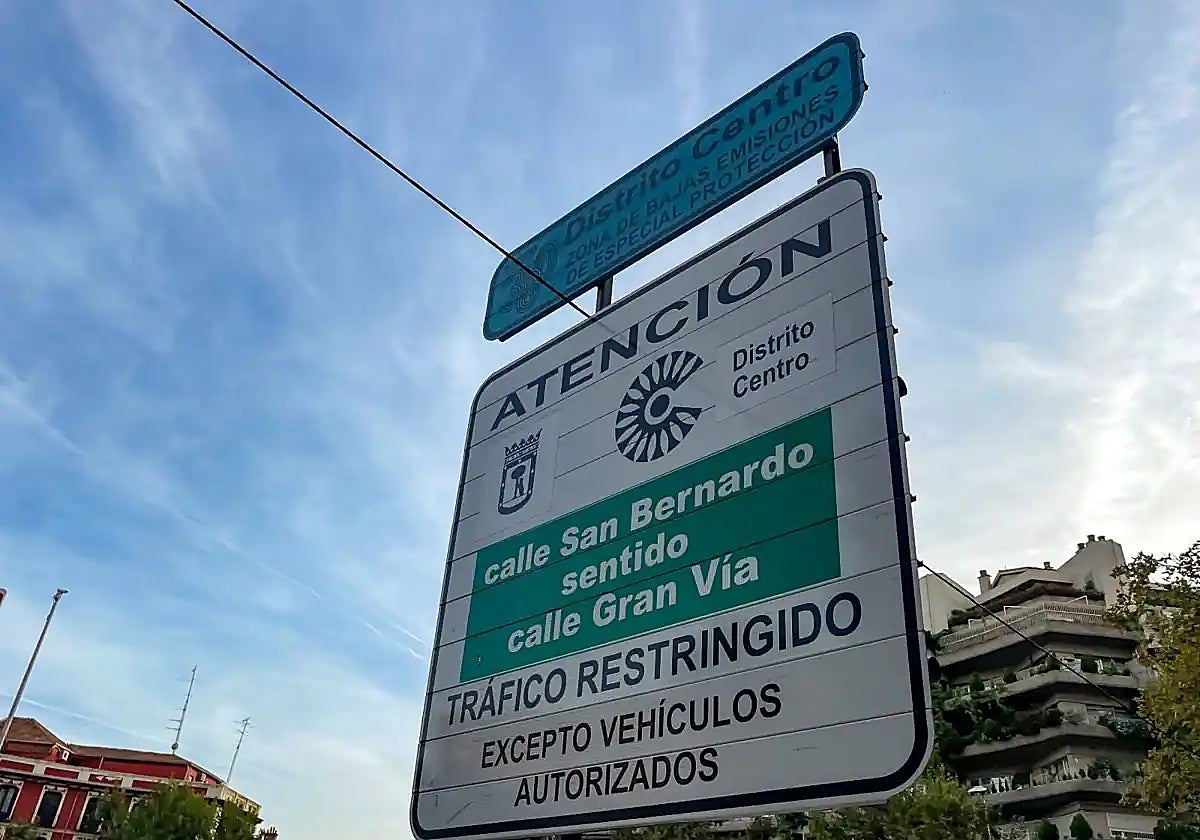 Distrito Centro
ZONA DE BAJAS EMISIONES
DE ESPECIAL PROTECCIÓN
ATENCIÓN
Distrito
Centro
calle San Bernardo
sentido
calle Gran Vía
TRÁFICO RESTRINGIDO
EXCEPTO VEHÍCULOS
AUTORIZADOS